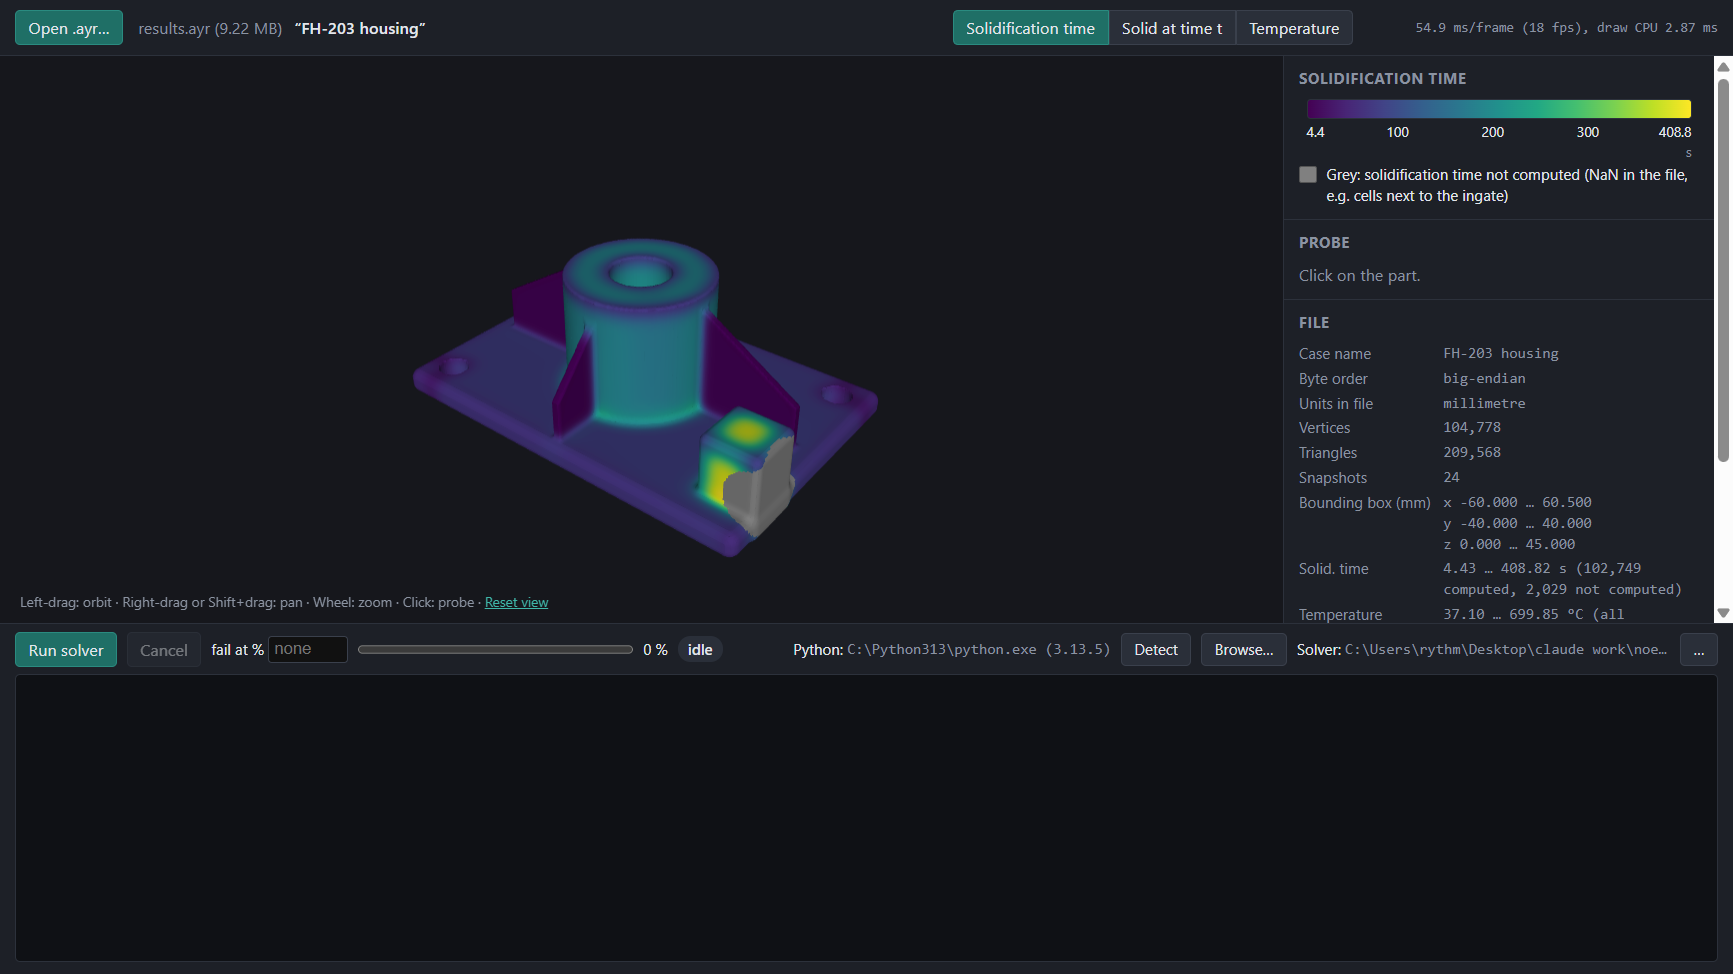 Open .ayr...
results.ayr (9.22 MB)
“FH-203 housing”
Solidification time
Solid at time t
Temperature
54.9 ms/frame (18 fps), draw CPU 2.87 ms
SOLIDIFICATION TIME
4.4 100 200 300 408.8
s
Grey: solidification time not computed (NaN in the file,
e.g. cells next to the ingate)
PROBE
Click on the part.
FILE
Case name FH-203 housing
Byte order big-endian
Units in file millimetre
Vertices 104,778
Triangles 209,568
Snapshots 24
Bounding box (mm) x -60.000 … 60.500
y -40.000 … 40.000
z 0.000 … 45.000
Solid. time 4.43 … 408.82 s (102,749
computed, 2,029 not computed)
Temperature 37.10 … 699.85 °C (all
Left-drag: orbit · Right-drag or Shift+drag: pan · Wheel: zoom · Click: probe · Reset view
Run solver
Cancel
fail at % none
0 %
idle
Python: C:\Python313\python.exe (3.13.5)
Detect
Browse...
Solver: C:\Users\rythm\Desktop\claude work\noe…
...